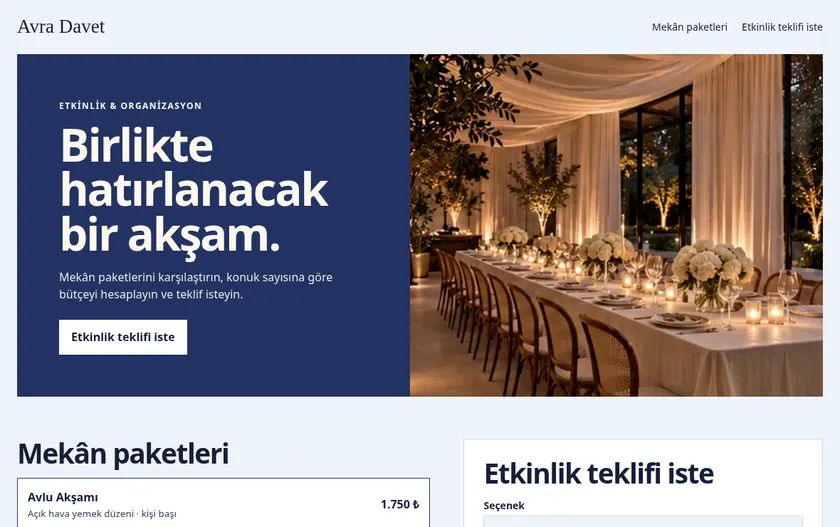 Avra Davet
Mekân paketleri
Etkinlik teklifi iste
ETKİNLİK & ORGANİZASYON
Birlikte
hatırlanacak
bir akşam.
Mekân paketlerini karşılaştırın, konuk sayısına göre
bütçeyi hesaplayın ve teklif isteyin.
Etkinlik teklifi iste
Mekân paketleri
Avlu Akşamı
Açık hava yemek düzeni · kişi başı
1.750 ₺
Etkinlik teklifi iste
Seçenek